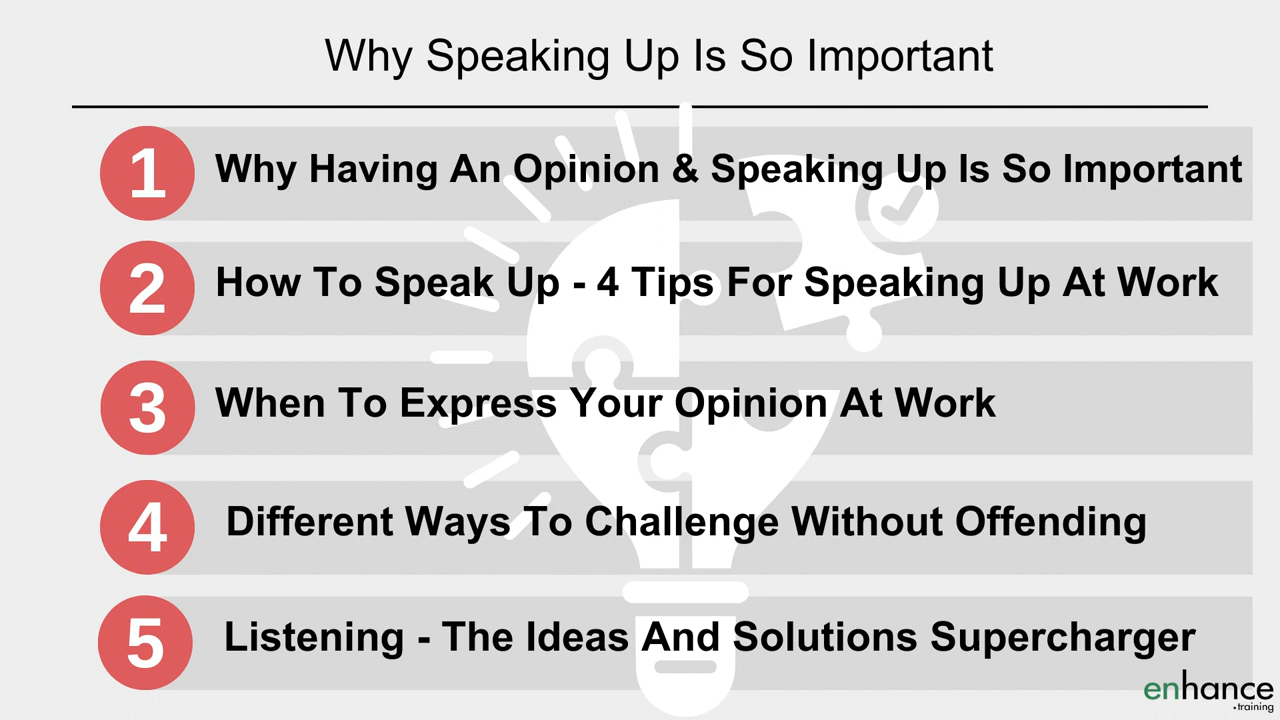 Why Speaking Up Is So Important
1 Why Having An Opinion & Speaking Up Is So Important
2 How To Speak Up - 4 Tips For Speaking Up At Work
3 When To Express Your Opinion At Work
4 Different Ways To Challenge Without Offending
5 Listening - The Ideas And Solutions Supercharger
enhance
.training